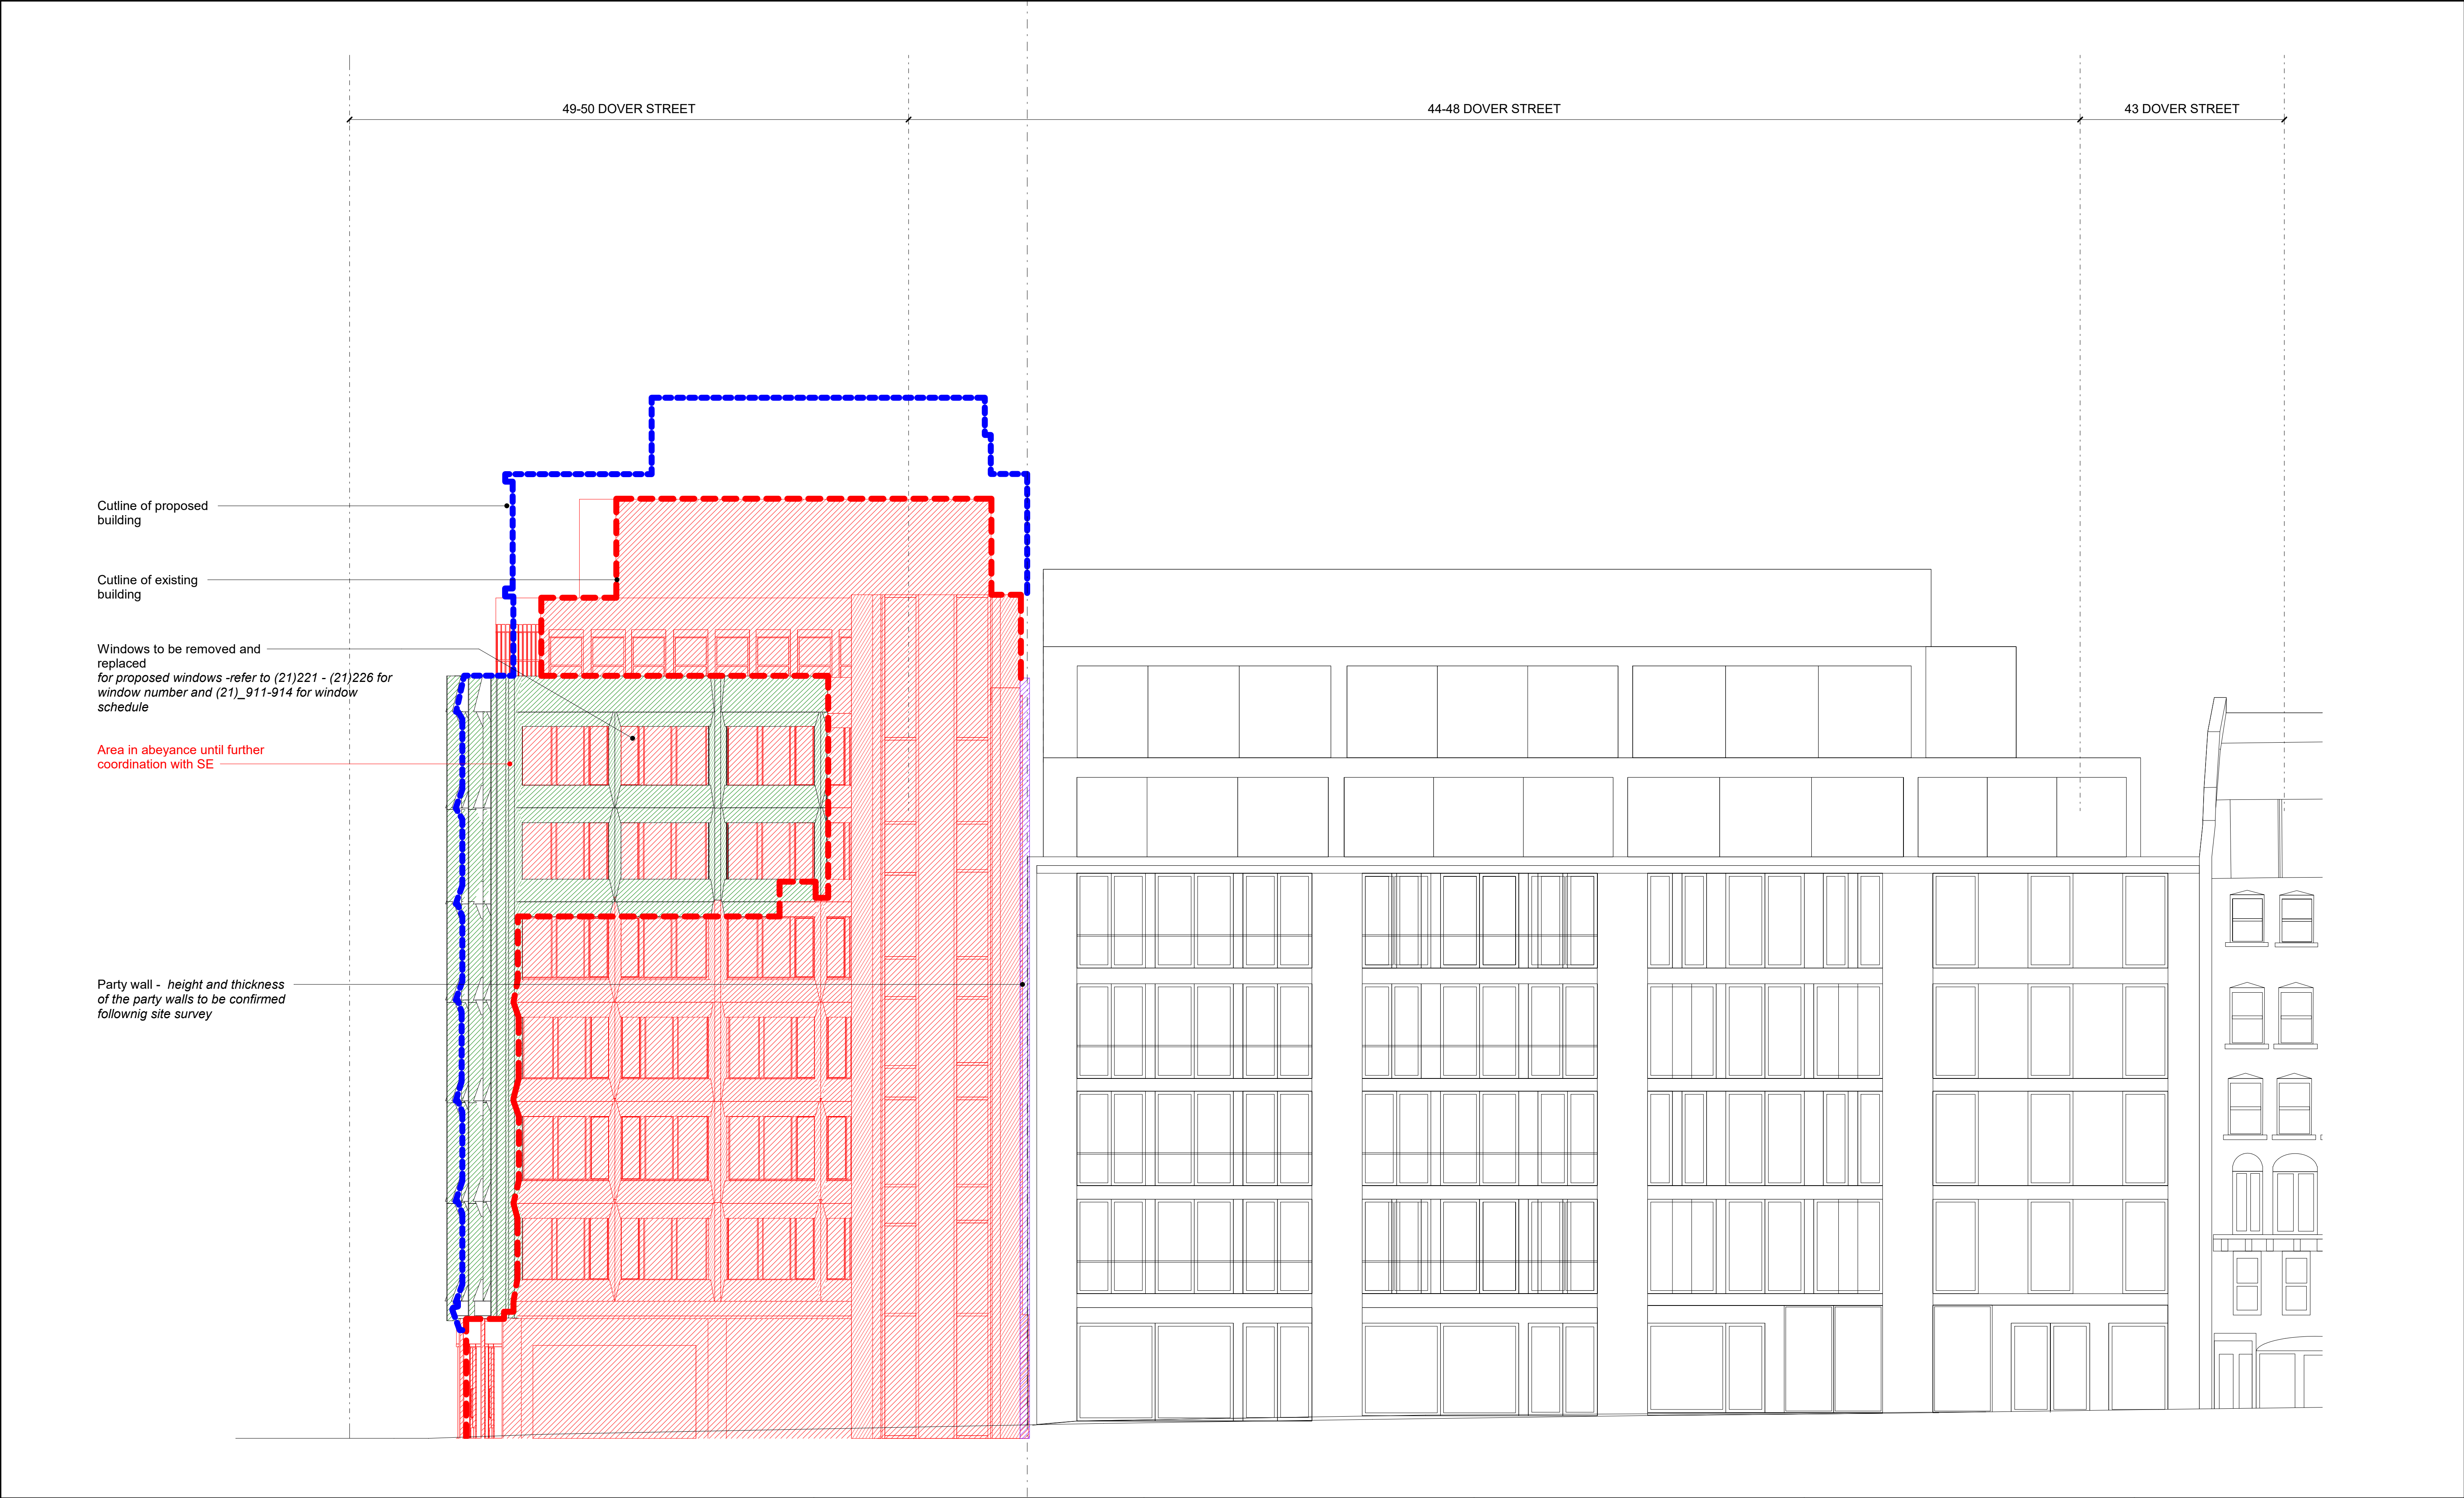 49-50 DOVER STREET
44-48 DOVER STREET
43 DOVER STREET
Cutline of proposed
building
Cutline of existing
building
Windows to be removed and
replaced
for proposed windows -refer to (21)221 - (21)226 for
window number and (21)_911-914 for window
schedule
Area in abeyance until further
coordination with SE
Party wall - height and thickness
of the party walls to be confirmed
follownig site survey